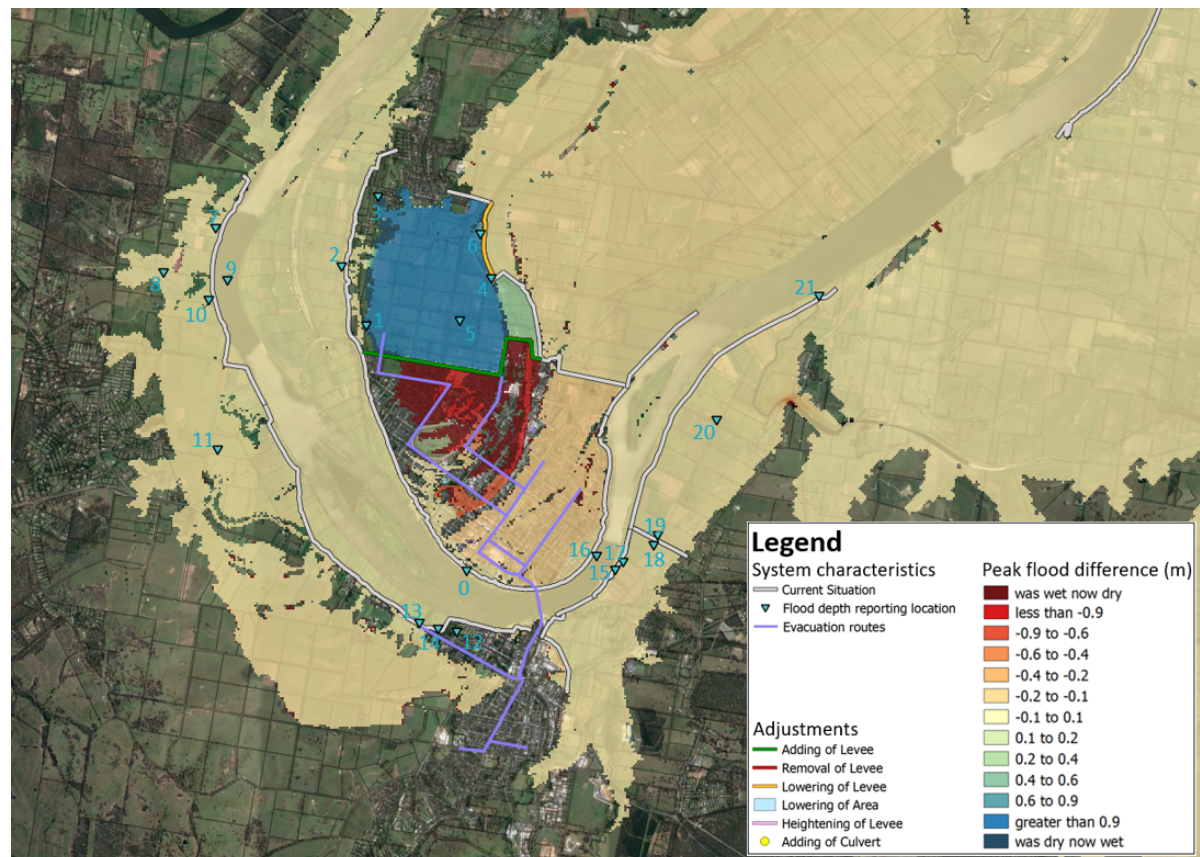 3
7
6
2
8
9
4
10
21
1
5
20
11
19
16
17
18
15
0
13
14
12
Legend
System characteristics
Current Situation
Flood depth reporting location
Evacuation routes
Adjustments
Adding of Levee
Removal of Levee
Lowering of Levee
Lowering of Area
Heightening of Levee
Adding of Culvert
Peak flood difference (m)
was wet now dry
less than -0.9
-0.9 to -0.6
-0.6 to -0.4
-0.4 to -0.2
-0.2 to -0.1
-0.1 to 0.1
0.1 to 0.2
0.2 to 0.4
0.4 to 0.6
0.6 to 0.9
greater than 0.9
was dry now wet